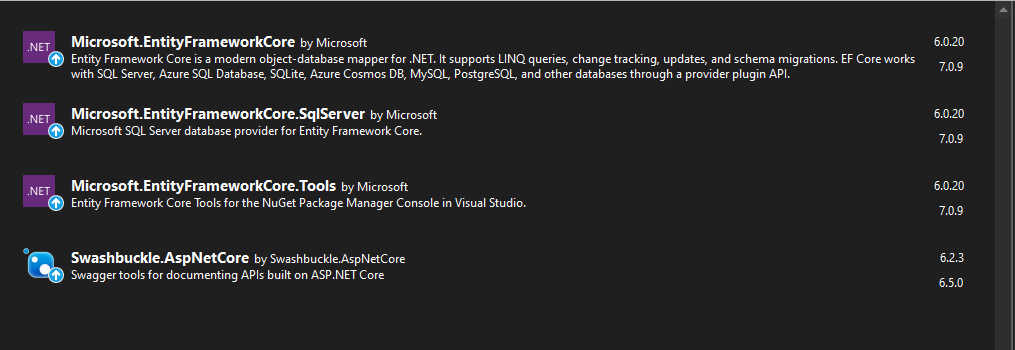 .NET
Microsoft.EntityFrameworkCore by Microsoft 6.0.20
Entity Framework Core is a modern object-database mapper for .NET. It supports LINQ queries, change tracking, updates, and schema migrations. EF Core works
with SQL Server, Azure SQL Database, SQLite, Azure Cosmos DB, MySQL, PostgreSQL, and other databases through a provider plugin API.
7.0.9
.NET
Microsoft.EntityFrameworkCore.SqlServer by Microsoft 6.0.20
Microsoft SQL Server database provider for Entity Framework Core.
7.0.9
.NET
Microsoft.EntityFrameworkCore.Tools by Microsoft 6.0.20
Entity Framework Core Tools for the NuGet Package Manager Console in Visual Studio.
7.0.9
Swashbuckle.AspNetCore by Swashbuckle.AspNetCore 6.2.3
Swagger tools for documenting APIs built on ASP.NET Core
6.5.0